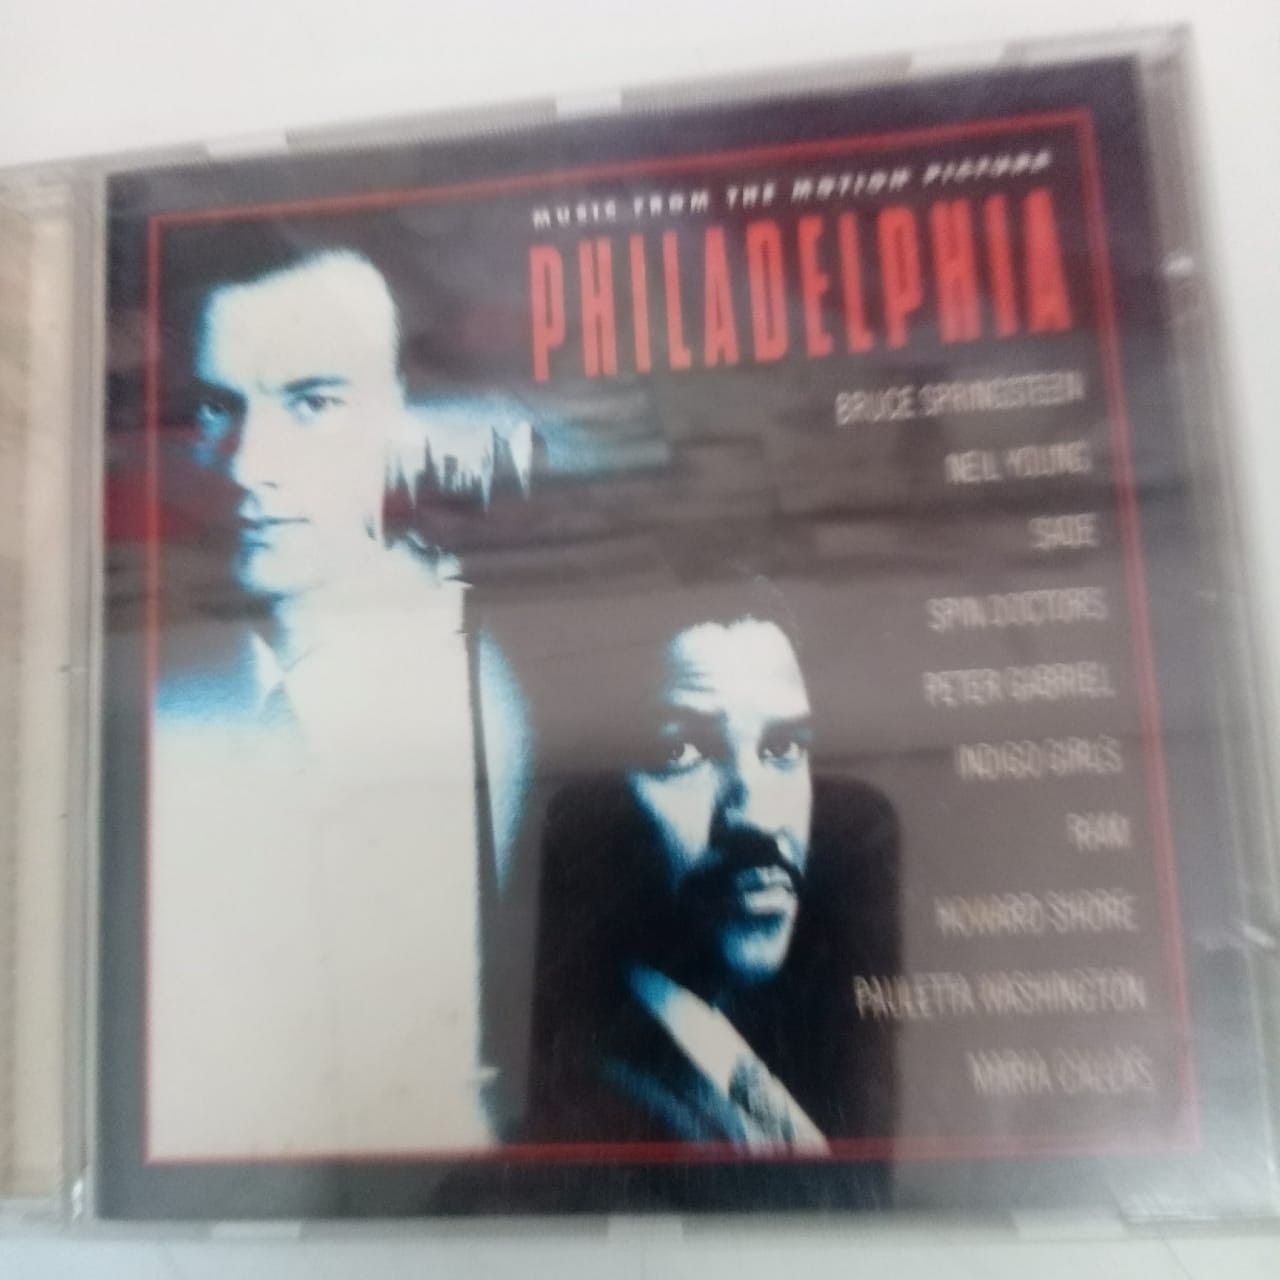 MUSIC FROM THE MOTION PICTURE
PHILADELPHIA
BRUCE SPRINGSTEEN
NEIL YOUNG
SADE
SPIN DOCTORS
PETER GABRIEL
INDIGO GIRLS
RAM
HOWARD SHORE
PAULETTA WASHINGTON
MARIA CALLAS